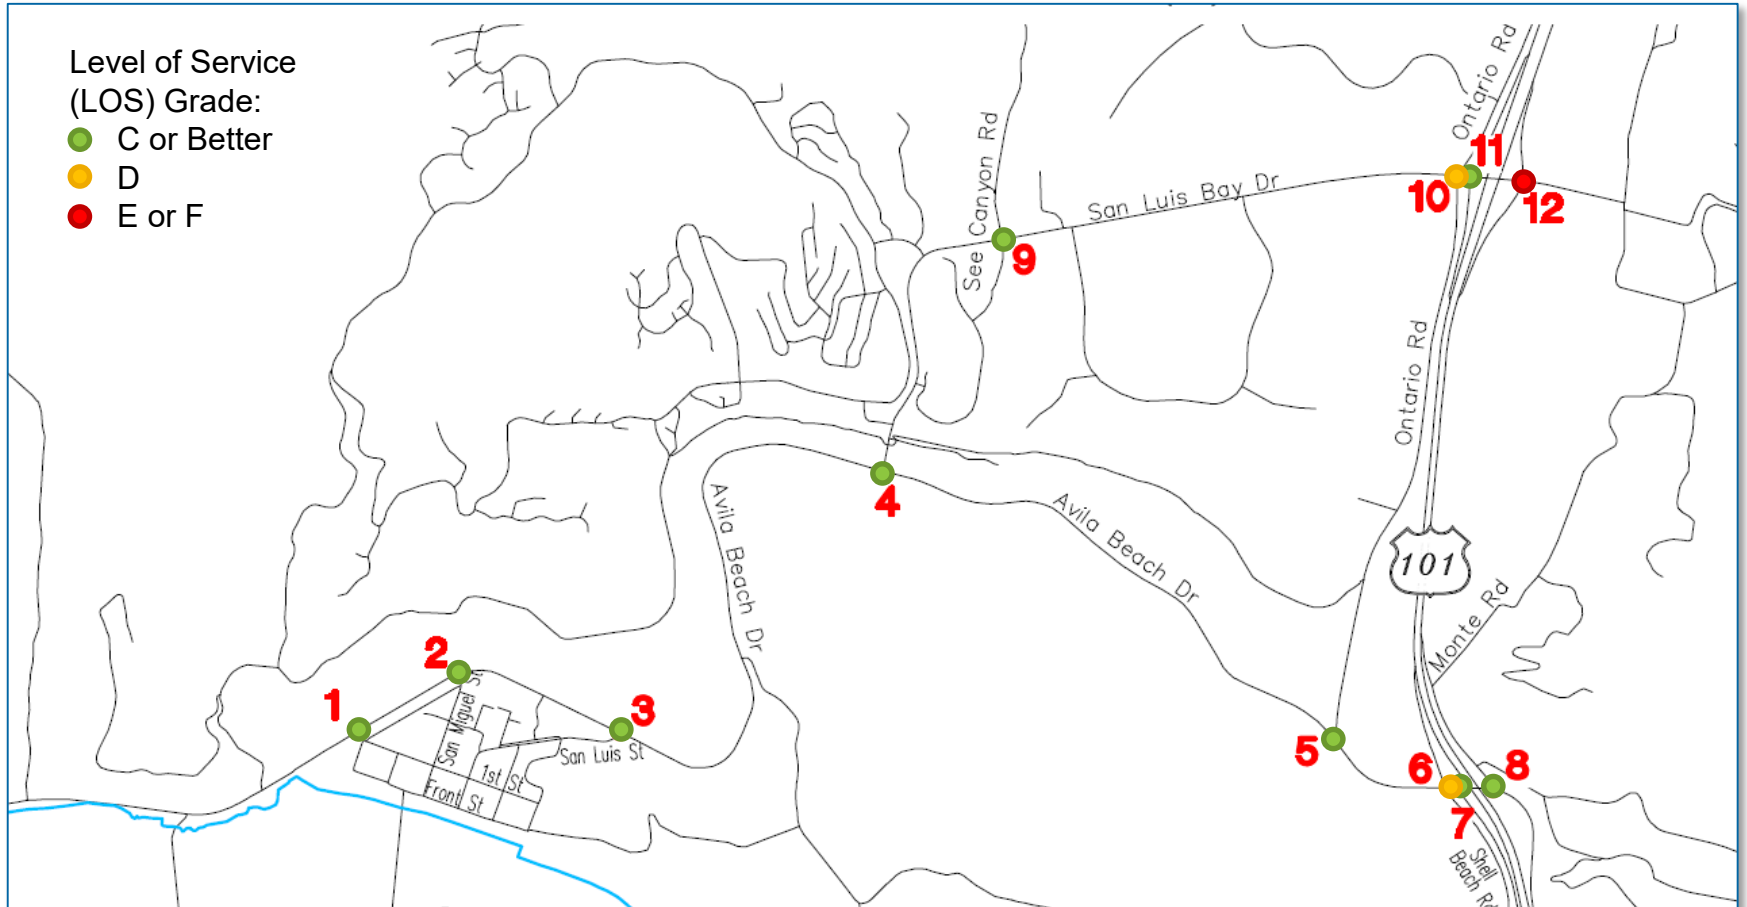 Level of Service
(LOS) Grade:
C or Better
D
E or F
Ontario Rd
11
See Canyon Rd
San Luis Bay Dr
10
12
9
Ontario Rd
4
Avila Beach Dr
Avila Beach Dr
101
Monte Rd
2
San Miguel St
1
3
San Luis St
1st St
Front St
5
6
8
7
Shell
Beach Rd